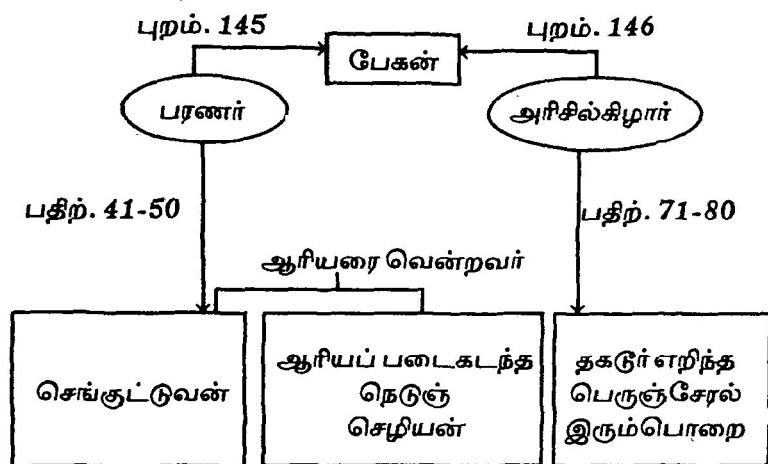 புறம். 145
புறம். 146
பேகன்
பரணர்
அரிசில்கிழார்
பதிற். 41-50
பதிற். 71-80
ஆரியரை வென்றவர்
செங்குட்டுவன்
ஆரியப் படைகடந்த
நெடுஞ்
செழியன்
தகடூர் எறிந்த
பெருஞ்சேரல்
இரும்பொறை